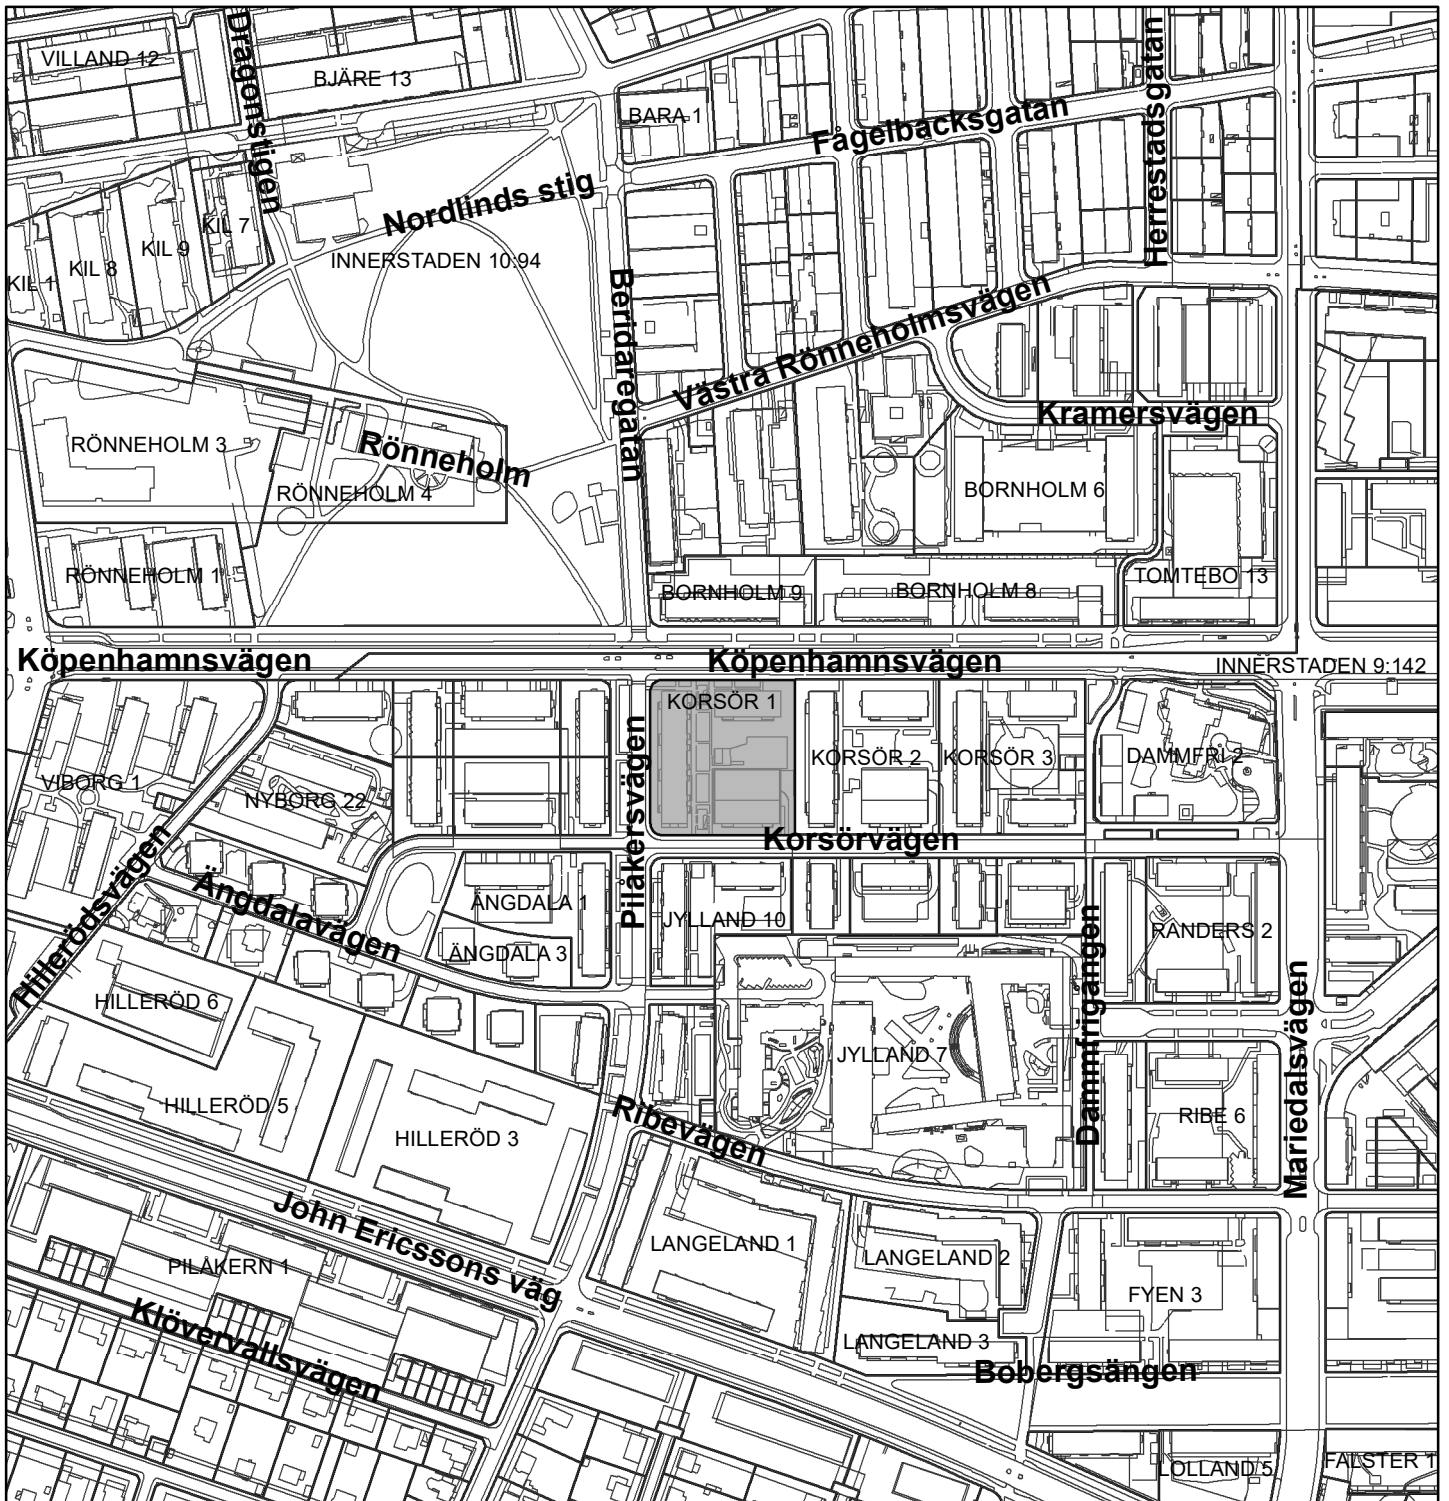 VILLAND 12
Dragonstigen
BJÄRE 13
BARA 1
Fågelbacksgatan
Herrestadsgatan
Nordlinds stig
KIL 7
KIL 9
KIL 8
KIL 1
INNERSTADEN 10:94
Beridaregatan
Västra Rönneholmsvägen
Kramersvägen
RÖNNEHOLM 3
Rönneholm
RÖNNEHOLM 4
BORNHOLM 6
RÖNNEHOLM 1
BORNHOLM 9
BORNHOLM 8
TOMTEBO 13
Köpenhamnsvägen
Köpenhamnsvägen
INNERSTADEN 9:142
KORSÖR 1
Pilåkersvägen
KORSÖR 2
KORSÖR 3
DAMMFRI 2
VIBORG 1
NYBORG 22
Korsörvägen
Hillerödsvägen
Ängdalavägen
ÄNGDALA 1
JYLLAND 10
RANDERS 2
ÄNGDALA 3
Dammfrigången
HILLERÖD 6
Mariedalsvägen
JYLLAND 7
HILLERÖD 5
HILLERÖD 3
Ribevägen
RIBE 6
John Ericssons väg
LANGELAND 1
LANGELAND 2
PILÅKERN 1
FYEN 3
Klövervallsvägen
LANGELAND 3
Bobergsängen
LOLLAND 5
FALSTER 1